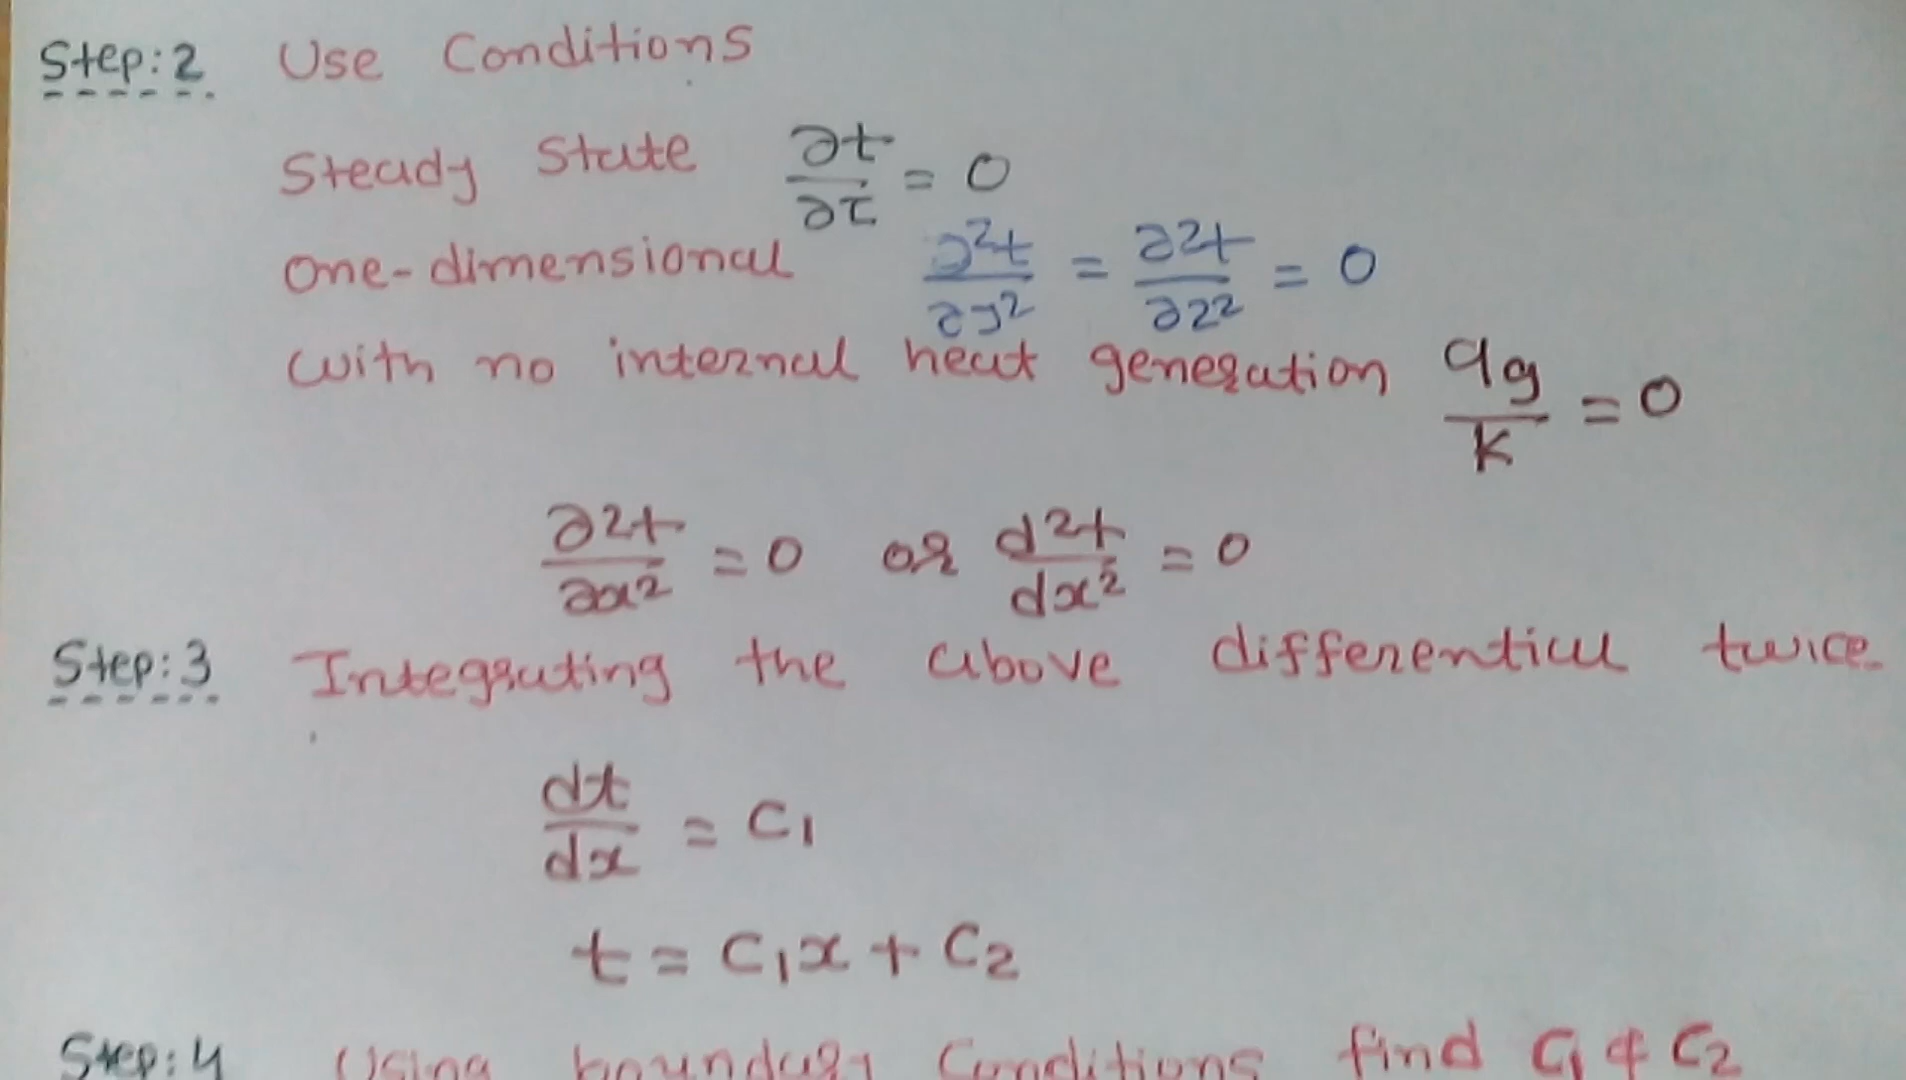 Step:2 Use Conditions
Steady State ∂t/∂τ = 0
One-dimensional ∂²t/∂y² = ∂²t/∂z² = 0
with no internal heat generation qg/k = 0
∂²t/∂x² = 0 or d²t/dx² = 0
Step:3 Integrating the above differential twice.
dt/dx = C₁
t = C₁x + C₂
Step:4 Using boundary Conditions find C₁ & C₂